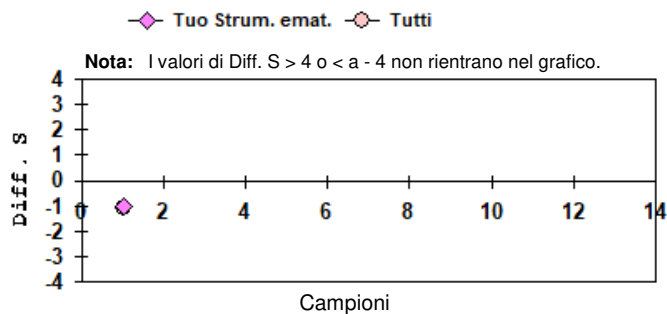 Tuo Strum. emat. Tutti
Nota: I valori di Diff. S > 4 o < a - 4 non rientrano nel grafico.
Diff. S
4
3
2
1
0
-1
-2
-3
-4
0 2 4 6 8 10 12 14
Campioni